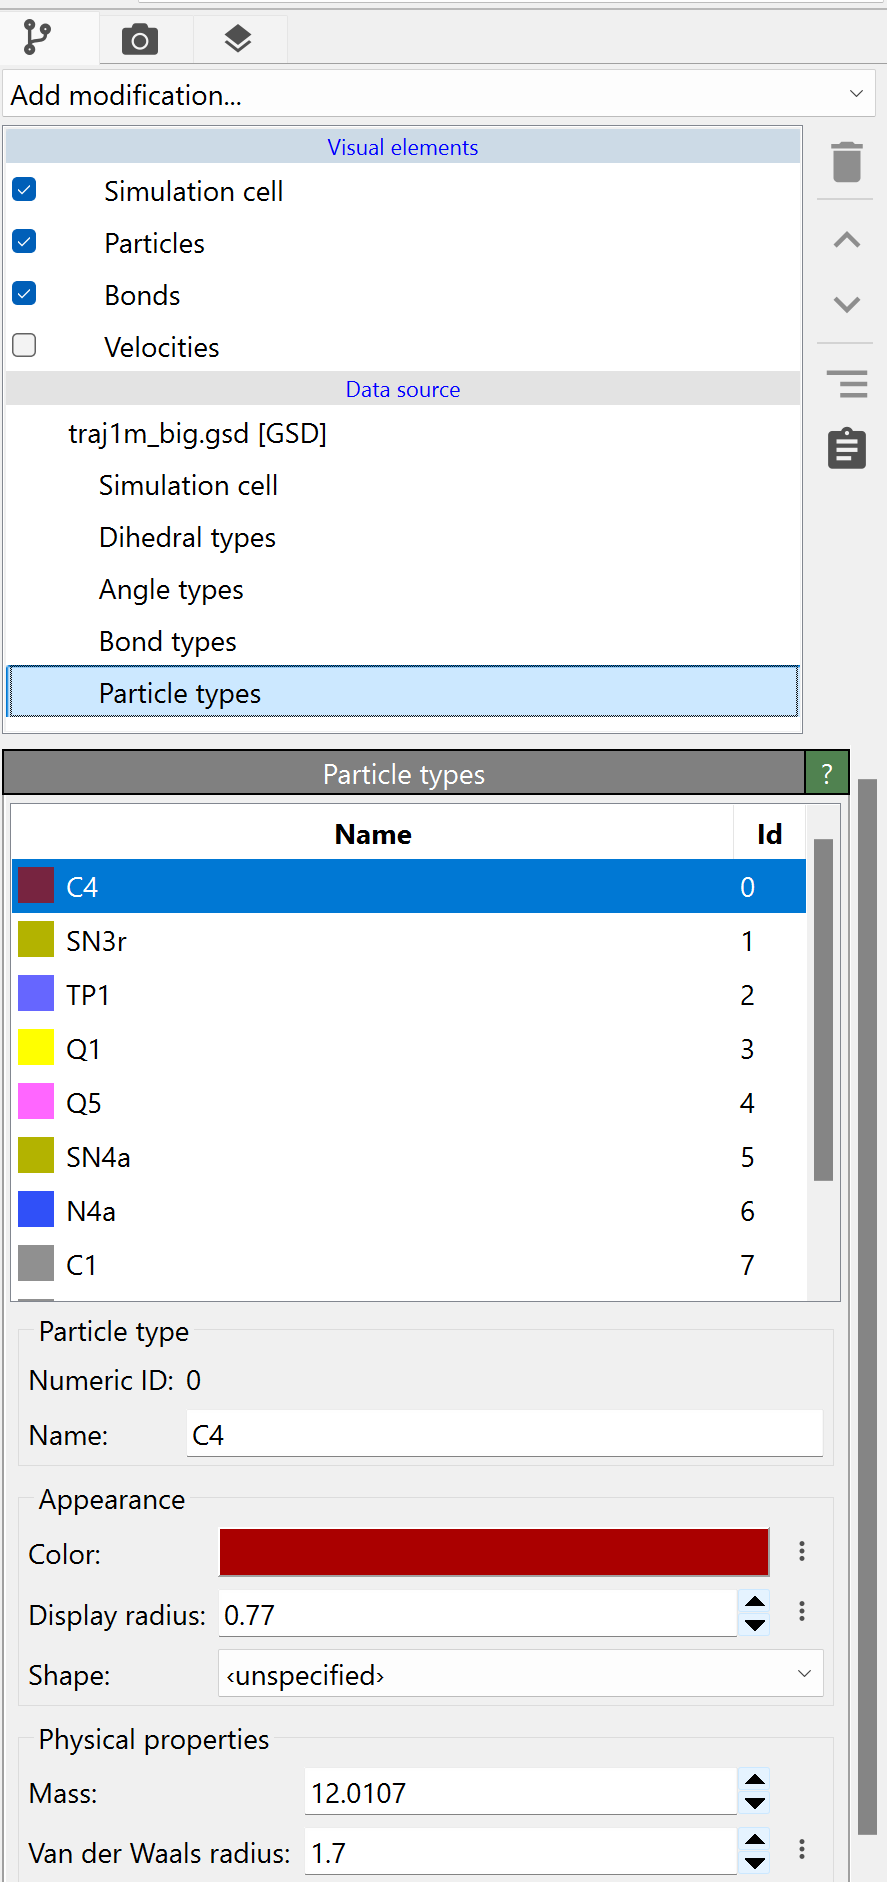 Add modification...
Visual elements
Simulation cell
Particles
Bonds
Velocities
Data source
traj1m_big.gsd [GSD]
Simulation cell
Dihedral types
Angle types
Bond types
Particle types
Particle types ?
Name Id
C4 0
SN3r 1
TP1 2
Q1 3
Q5 4
SN4a 5
N4a 6
C1 7
Particle type
Numeric ID: 0
Name: C4
Appearance
Color:
Display radius: 0.77
Shape: ‹unspecified›
Physical properties
Mass: 12.0107
Van der Waals radius: 1.7